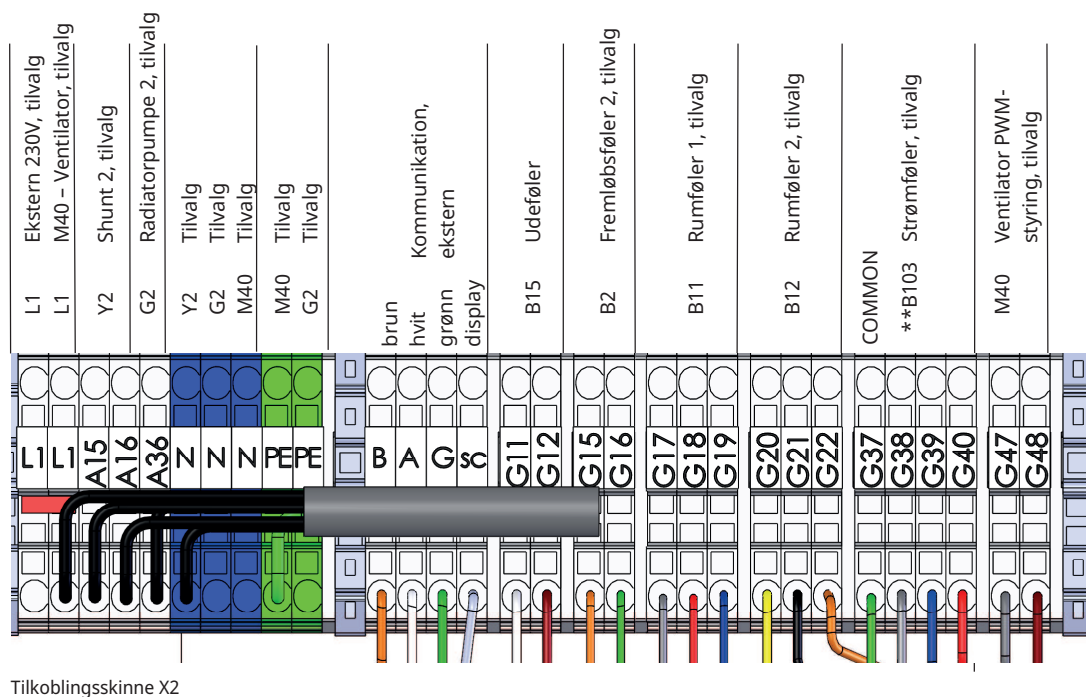 L1 Ekstern 230V, tilvalg
L1 M40 – Ventilator, tilvalg
Y2 Shunt 2, tilvalg
G2 Radiatorpumpe 2, tilvalg
Y2 Tilvalg
G2 Tilvalg
M40 Tilvalg
M40 Tilvalg
G2 Tilvalg
brun Kommunikation,
hvit ekstern
grønn
display
B15 Udeføler
B2 Fremløbsføler 2, tilvalg
B11 Rumføler 1, tilvalg
B12 Rumføler 2, tilvalg
COMMON
**B103 Strømføler, tilvalg
M40 Ventilator PWM-
styring, tilvalg
L1 L1 A15 A16 A36 N N N PE PE B A G sc G11 G12 G15 G16 G17 G18 G19 G20 G21 G22 G37 G38 G39 G40 G47 G48
Tilkoblingsskinne X2